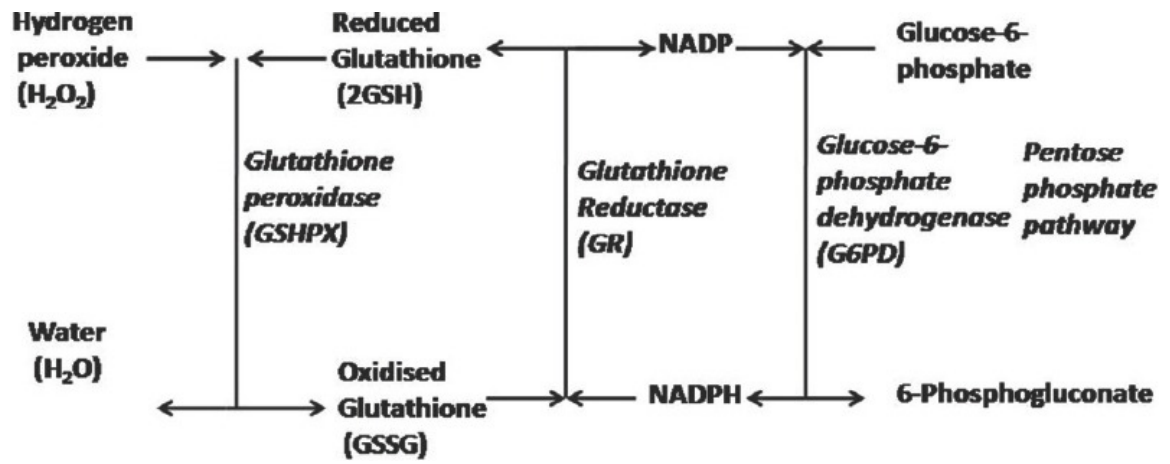 Hydrogen
peroxide
(H₂O₂)
Reduced
Glutathione
(2GSH)
NADP
Glucose-6-
phosphate
Glutathione
peroxidase
(GSHPX)
Glutathione
Reductase
(GR)
Glucose-6-
phosphate
dehydrogenase
(G6PD)
Pentose
phosphate
pathway
Water
(H₂O)
Oxidised
Glutathione
(GSSG)
NADPH
6-Phosphogluconate